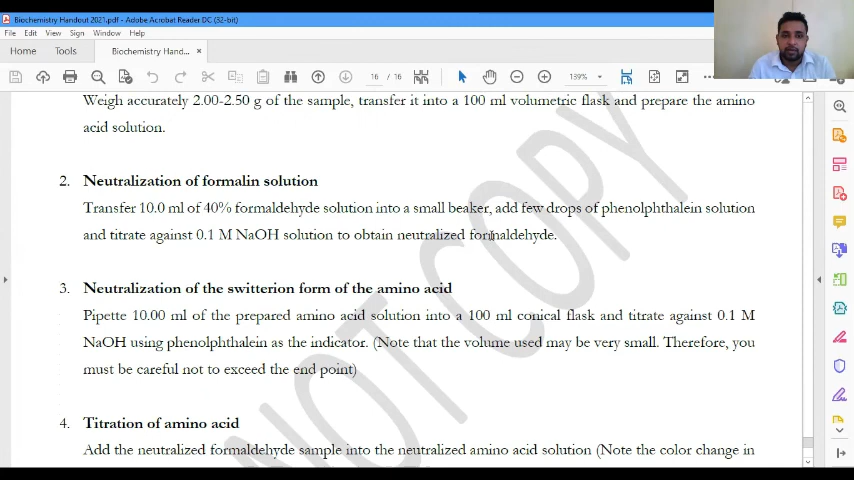 Biochemistry Handout 2021.pdf - Adobe Acrobat Reader DC (32-bit)
File Edit View Sign Window Help
Home Tools Biochemistry Hand... ×
16 / 16 139%
Weigh accurately 2.00-2.50 g of the sample, transfer it into a 100 ml volumetric flask and prepare the amino
acid solution.
2. Neutralization of formalin solution
Transfer 10.0 ml of 40% formaldehyde solution into a small beaker, add few drops of phenolphthalein solution
and titrate against 0.1 M NaOH solution to obtain neutralized formaldehyde.
3. Neutralization of the switterion form of the amino acid
Pipette 10.00 ml of the prepared amino acid solution into a 100 ml conical flask and titrate against 0.1 M
NaOH using phenolphthalein as the indicator. (Note that the volume used may be very small. Therefore, you
must be careful not to exceed the end point)
4. Titration of amino acid
Add the neutralized formaldehyde sample into the neutralized amino acid solution (Note the color change in
NOT COPY